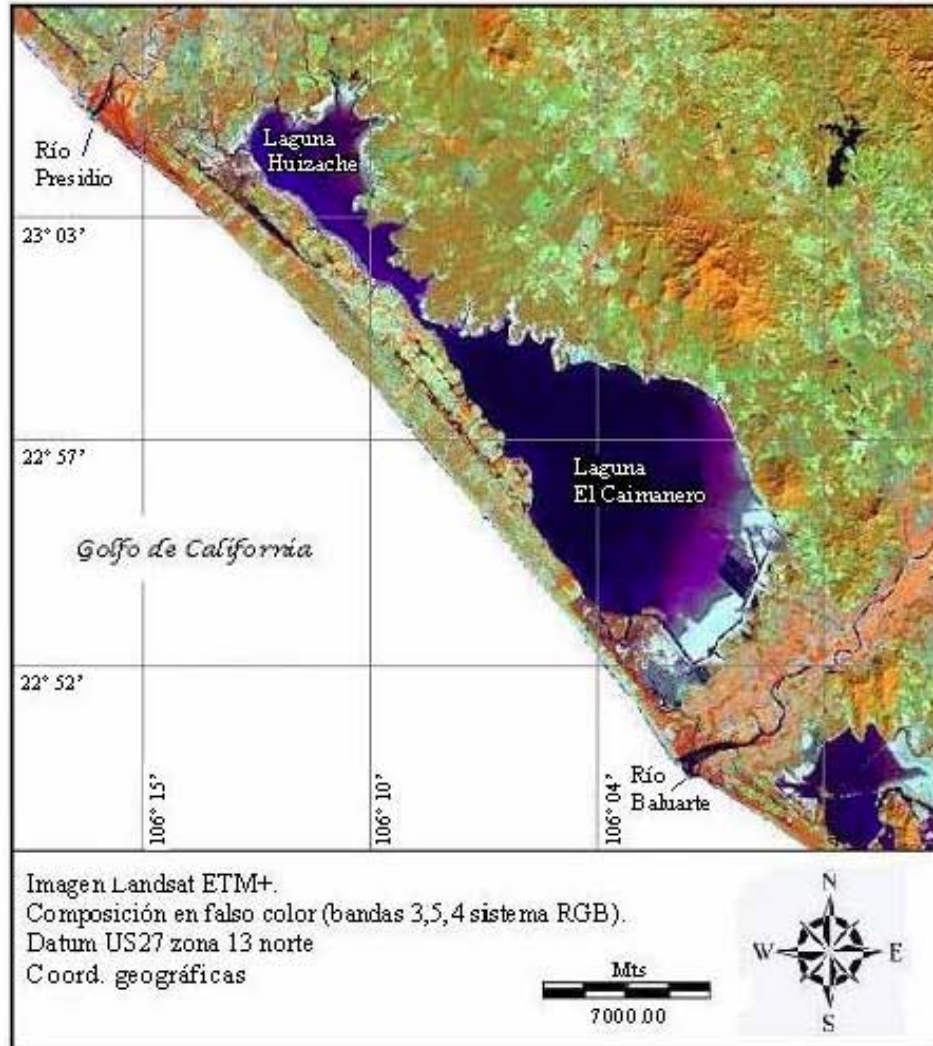 Laguna
Huizache
Río
Presidio
23° 03'
22° 57'
Laguna
El Caimanero
Golfo de California
22° 52'
106° 15'
106° 10'
106° 04'
Río
Baluarte
Imagen Landsat ETM+.
Composición en falso color (bandas 3,5,4 sistema RGB).
Datum US27 zona 13 norte
Coord. geográficas
Mts
7000.00
N
W
E
S